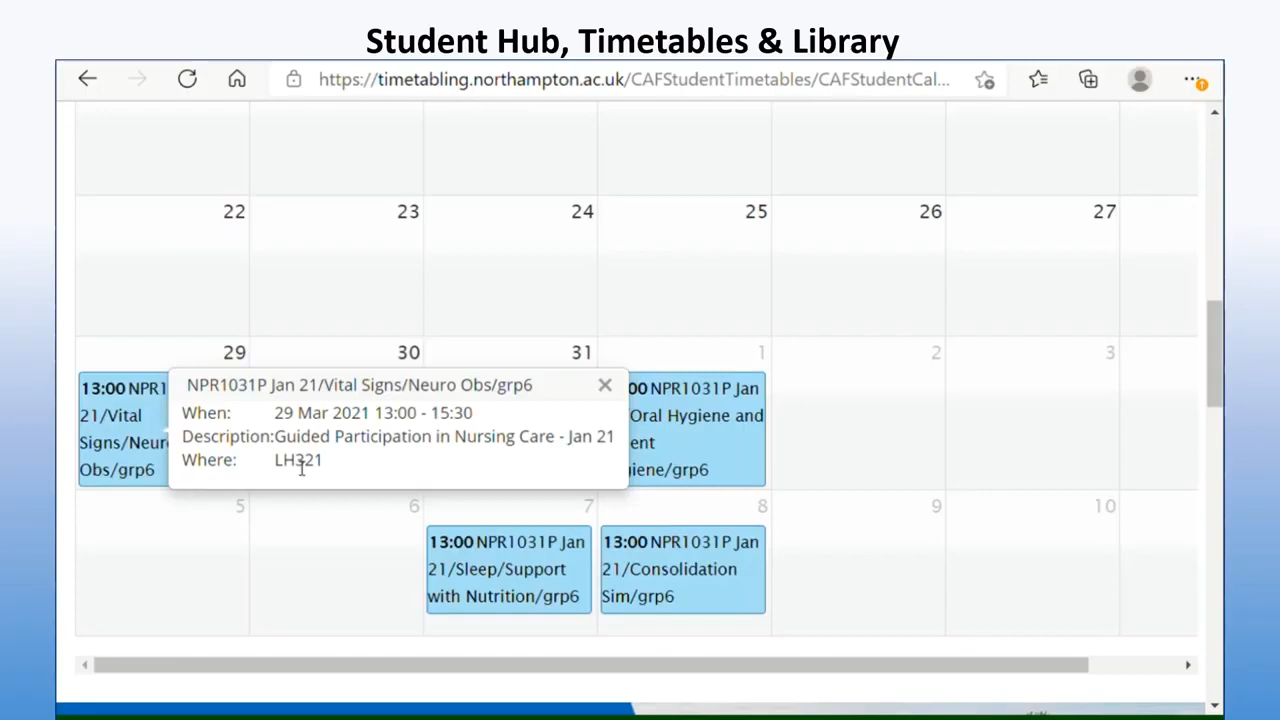 Student Hub, Timetables & Library
https://timetabling.northampton.ac.uk/CAFStudentTimetables/CAFStudentCal...
22 23 24 25 26 27
29 30 31 1 2 3
13:00 NPR1
21/Vital
Signs/Neur
Obs/grp6
NPR1031P Jan 21/Vital Signs/Neuro Obs/grp6
When: 29 Mar 2021 13:00 - 15:30
Description:Guided Participation in Nursing Care - Jan 21
Where: LH321
00 NPR1031P Jan
Oral Hygiene and
ent
giene/grp6
5 6 7 8 9 10
13:00 NPR1031P Jan
21/Sleep/Support
with Nutrition/grp6
13:00 NPR1031P Jan
21/Consolidation
Sim/grp6